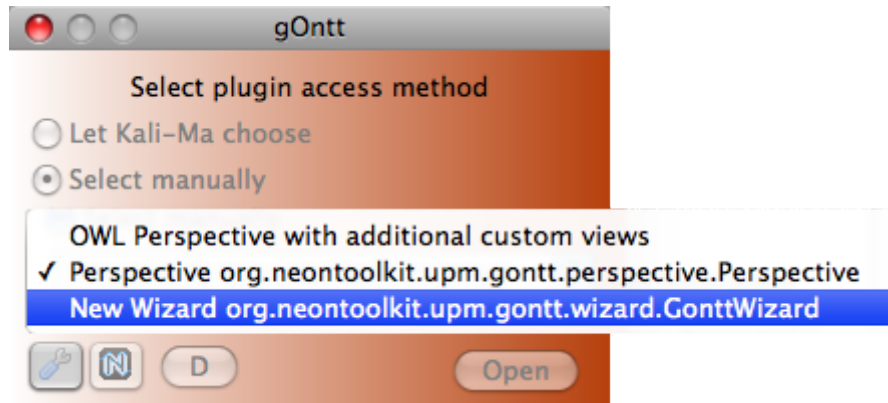 gOntt
Select plugin access method
Let Kali-Ma choose
Select manually
OWL Perspective with additional custom views
✓ Perspective org.neontoolkit.upm.gontt.perspective.Perspective
New Wizard org.neontoolkit.upm.gontt.wizard.GonttWizard
N D Open